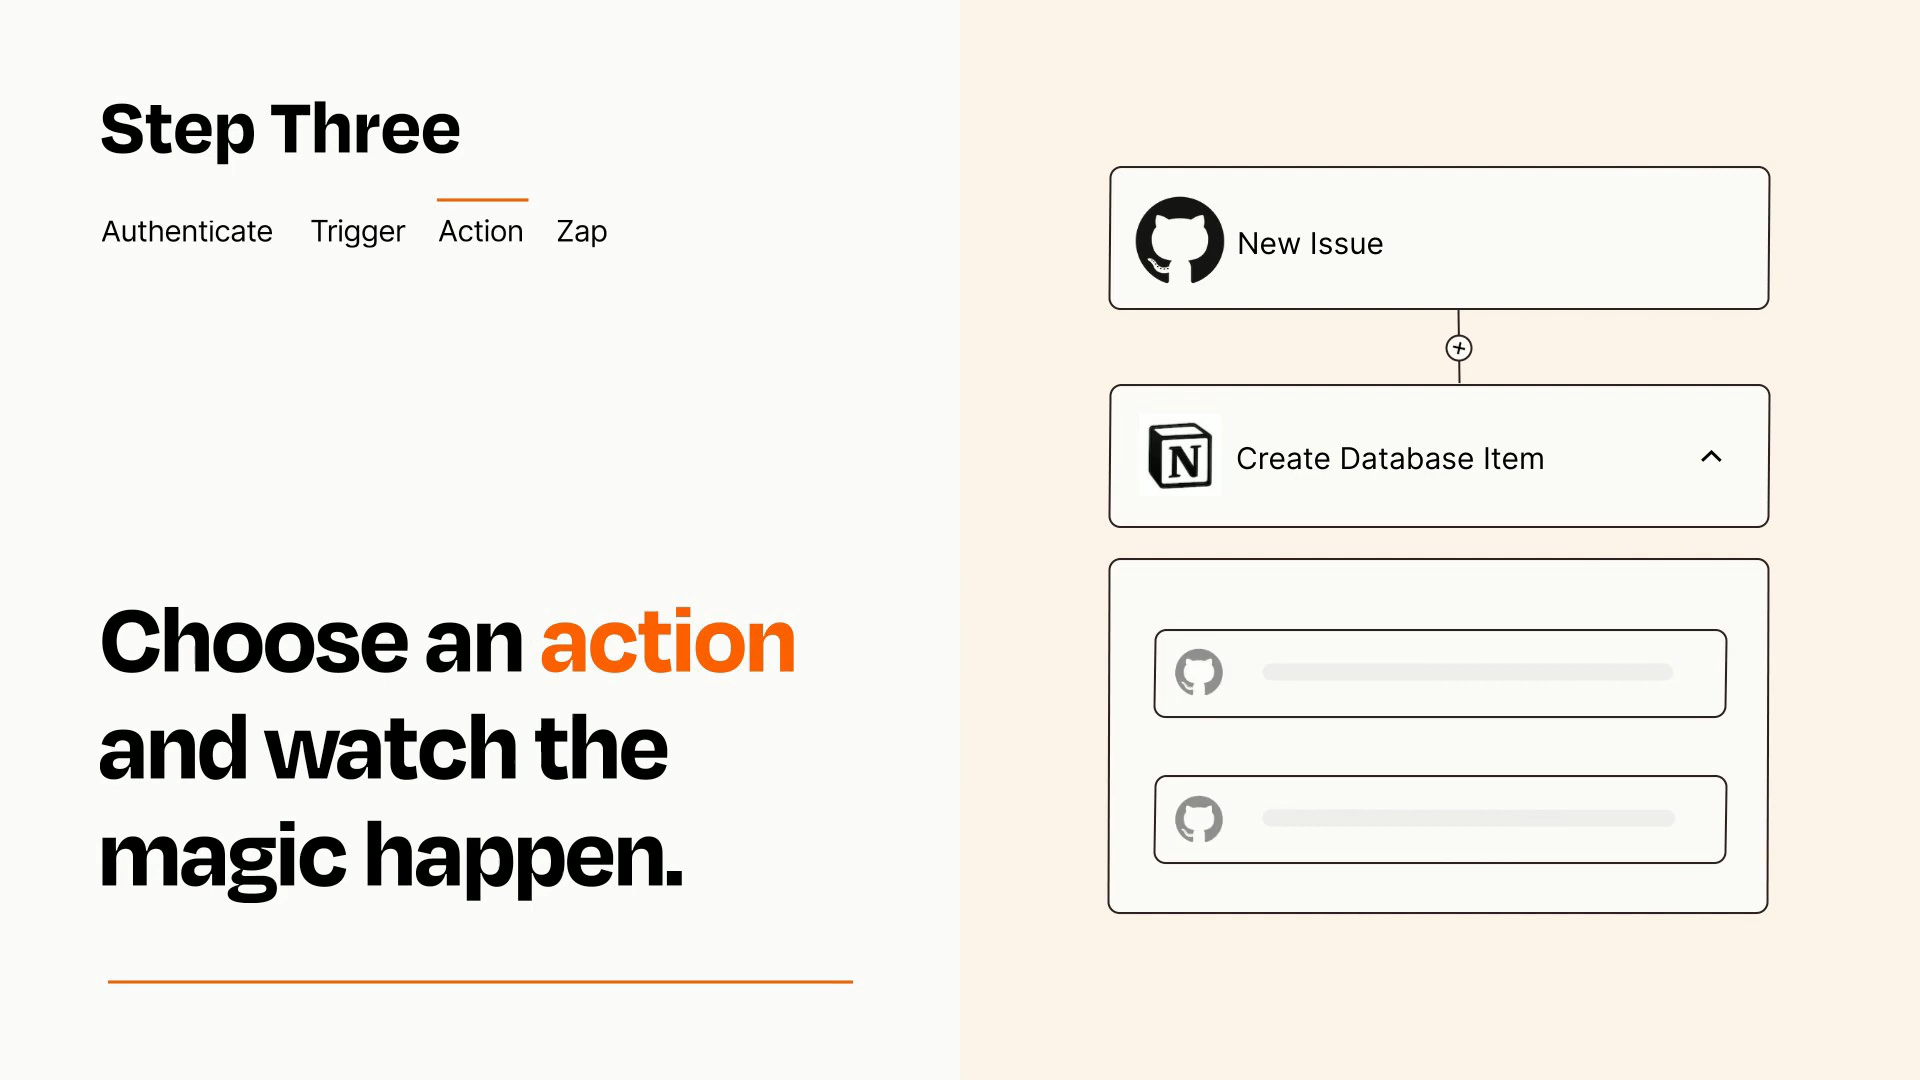 Step Three
Authenticate Trigger Action Zap
Choose an action
and watch the
magic happen.
New Issue
N
Create Database Item